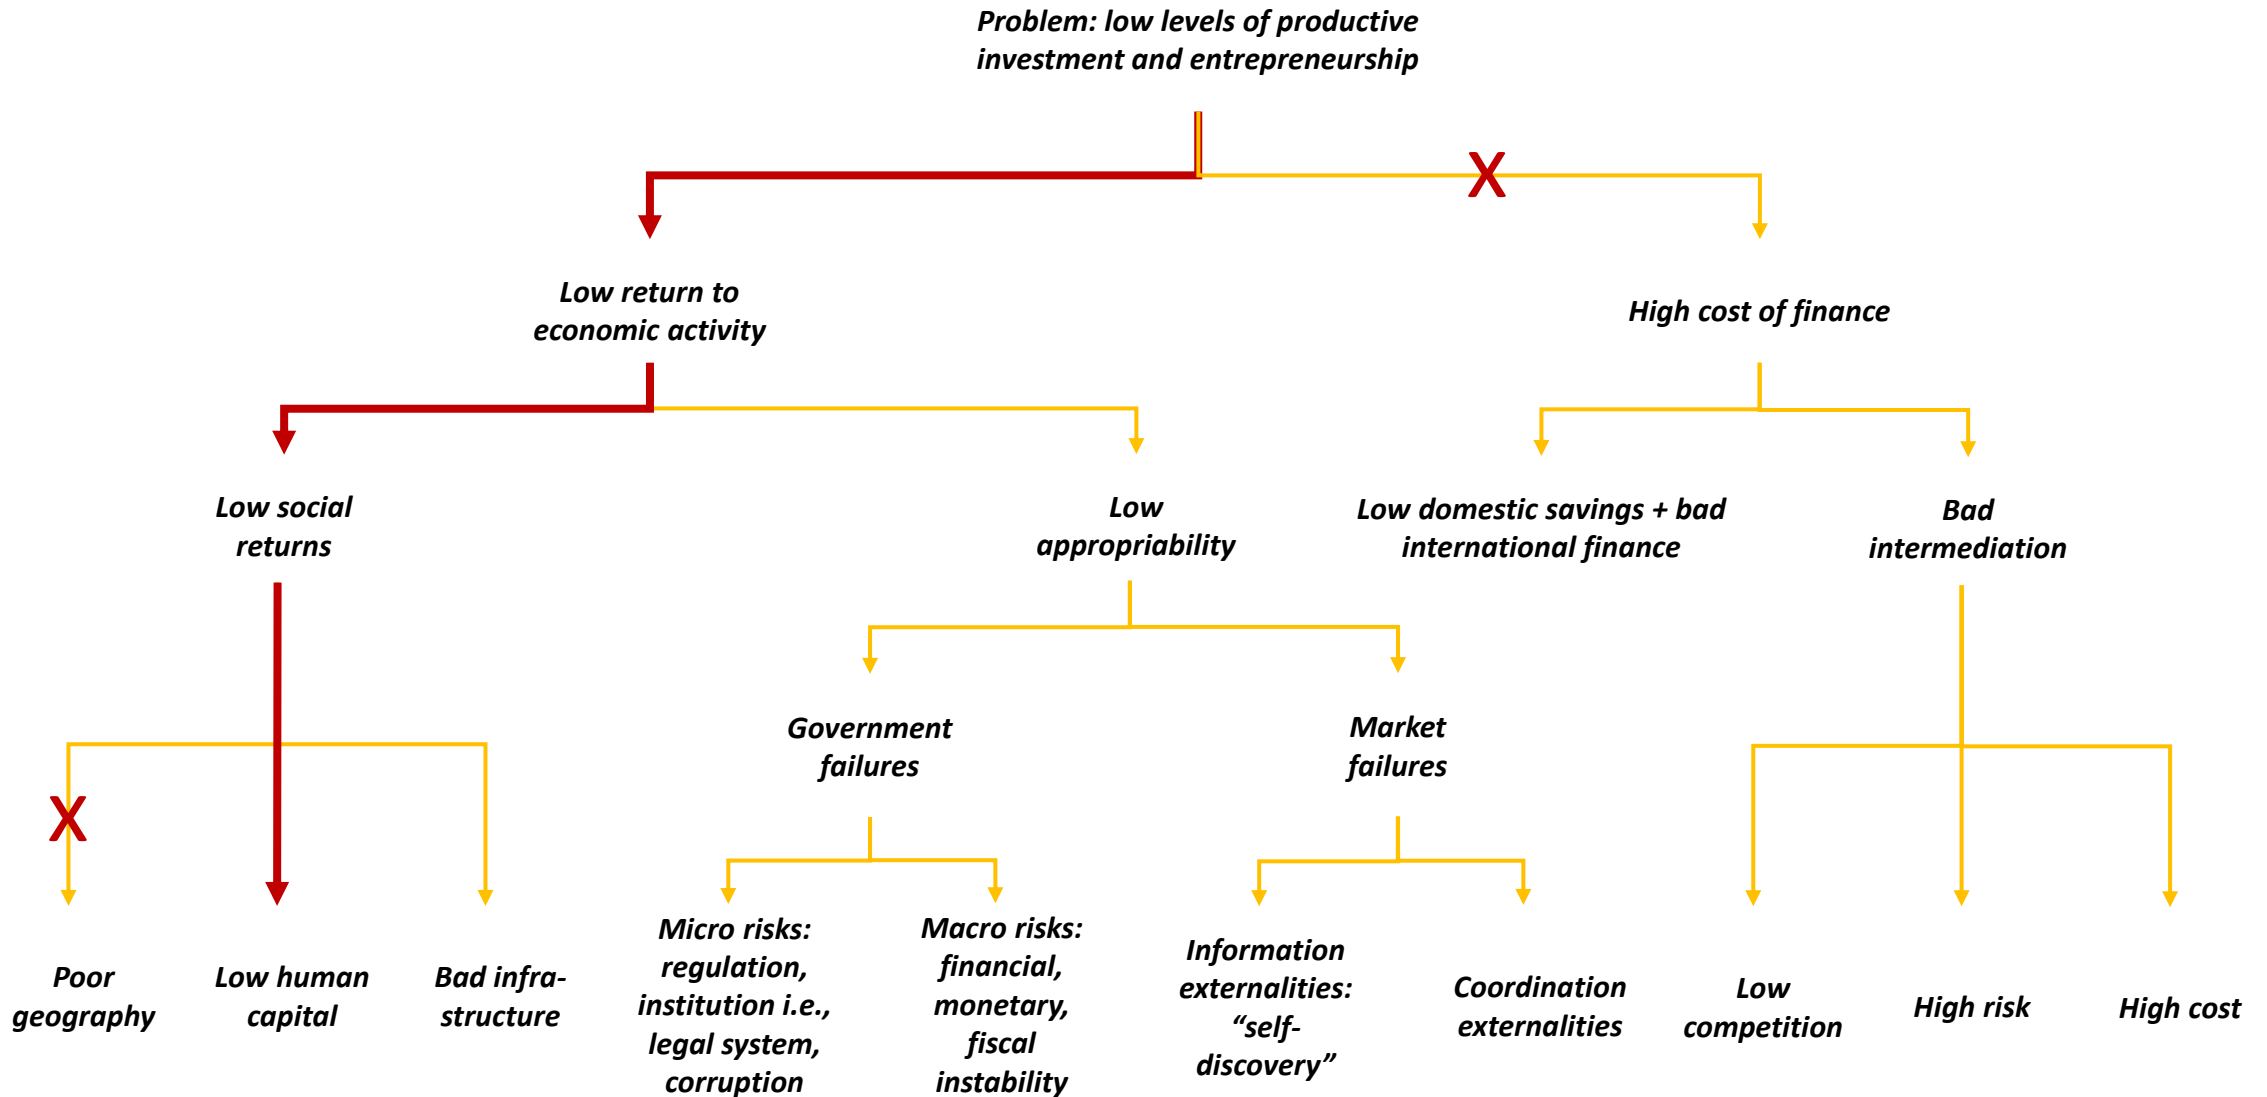 Problem: low levels of productive
investment and entrepreneurship
X
Low return to
economic activity
High cost of finance
Low social
returns
Low
appropriability
Low domestic savings + bad
international finance
Bad
intermediation
Government
failures
Market
failures
X
Poor
geography
Low human
capital
Bad infra-
structure
Micro risks:
regulation,
institution i.e.,
legal system,
corruption
Macro risks:
financial,
monetary,
fiscal
instability
Information
externalities:
“self-
discovery”
Coordination
externalities
Low
competition
High risk
High cost